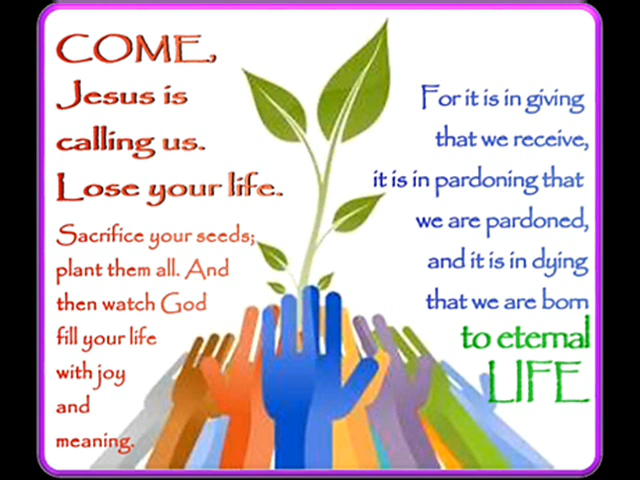 COME,
Jesus is
calling us.
Lose your life.
Sacrifice your seeds;
plant them all. And
then watch God
fill your life
with joy
and
meaning.
For it is in giving
that we receive,
it is in pardoning that
we are pardoned,
and it is in dying
that we are born
to eternal
LIFE